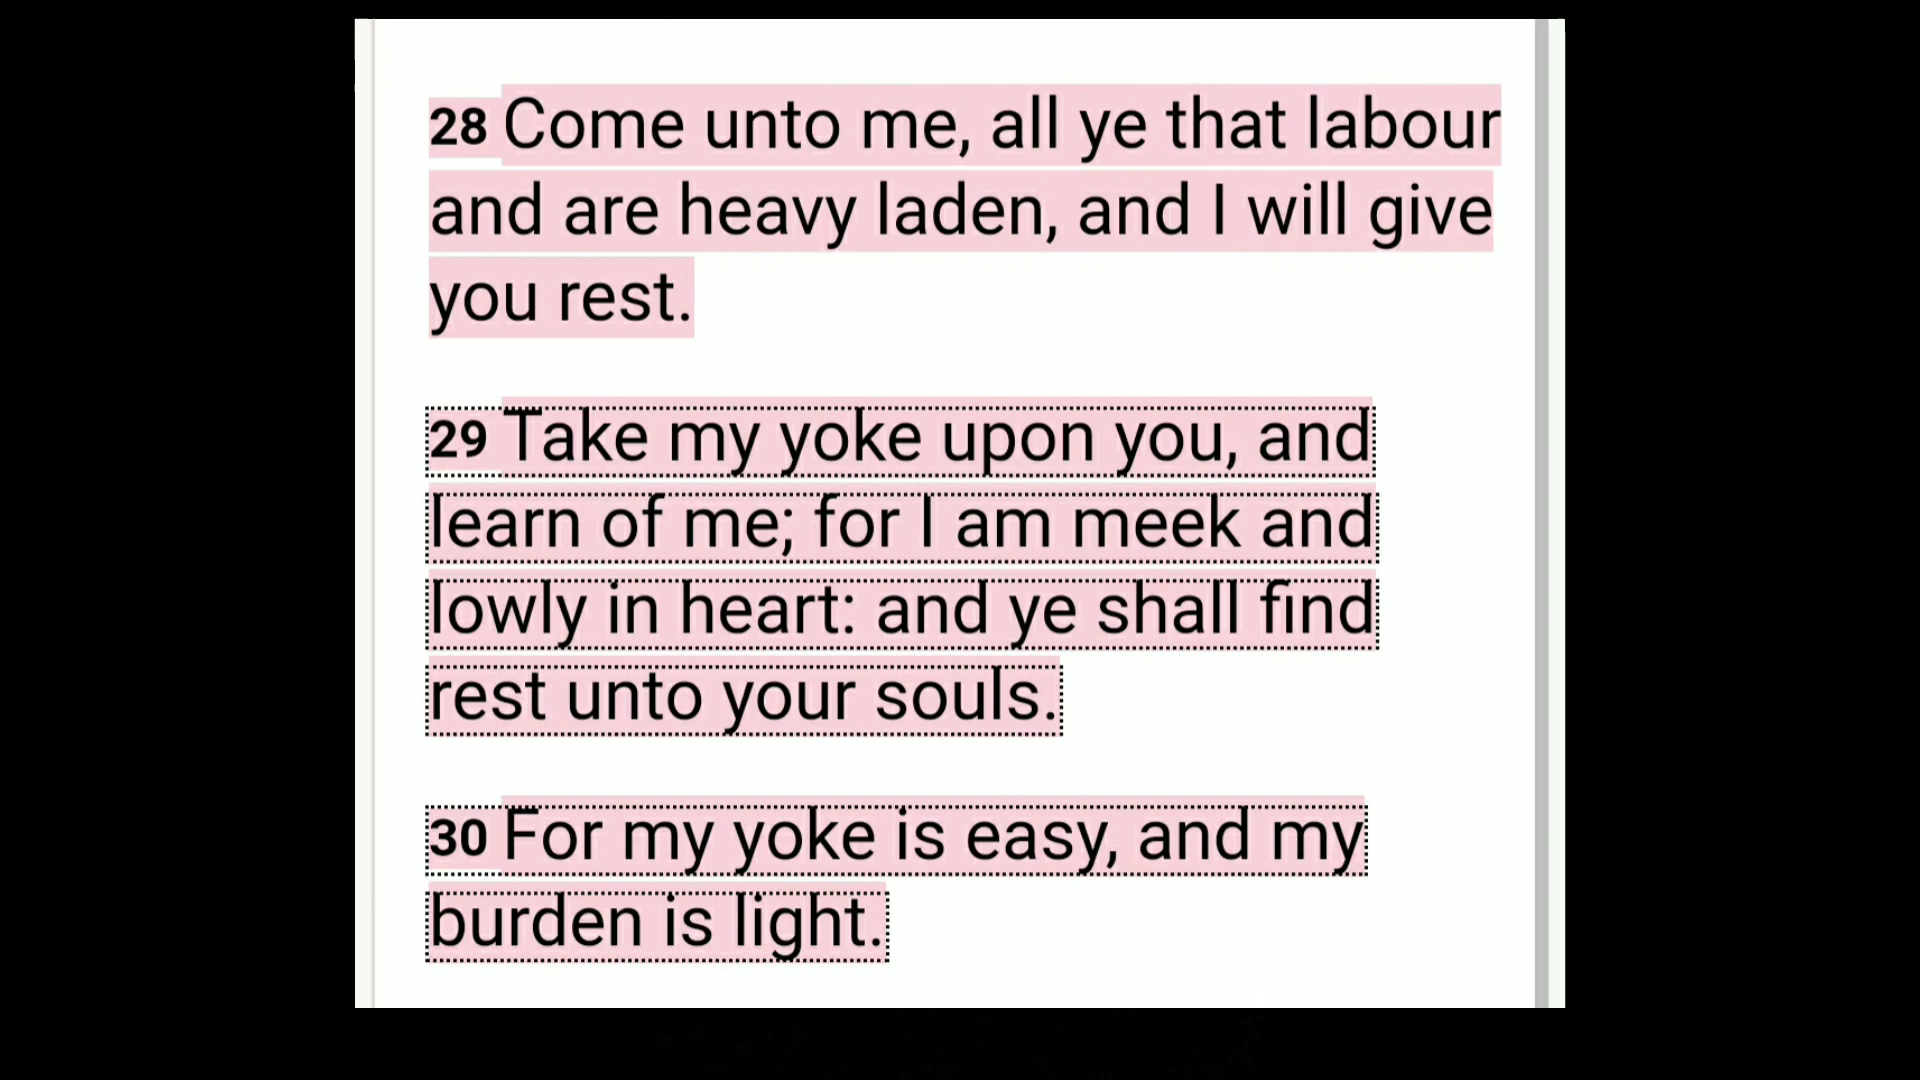 28 Come unto me, all ye that labour
and are heavy laden, and I will give
you rest.
29 Take my yoke upon you, and
learn of me; for I am meek and
lowly in heart: and ye shall find
rest unto your souls.
30 For my yoke is easy, and my
burden is light.